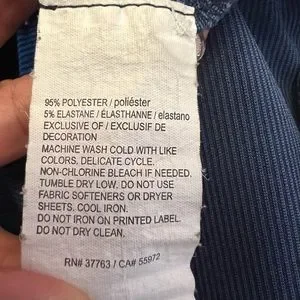 95% POLYESTER / poliéster
5% ELASTANE / ÉLASTHANNE / elastano
EXCLUSIVE OF / EXCLUSIF DE
DECORATION
MACHINE WASH COLD WITH LIKE
COLORS. DELICATE CYCLE.
NON-CHLORINE BLEACH IF NEEDED.
TUMBLE DRY LOW. DO NOT USE
FABRIC SOFTENERS OR DRYER
SHEETS. COOL IRON.
DO NOT IRON ON PRINTED LABEL.
DO NOT DRY CLEAN.
RN# 37763 / CA# 55972